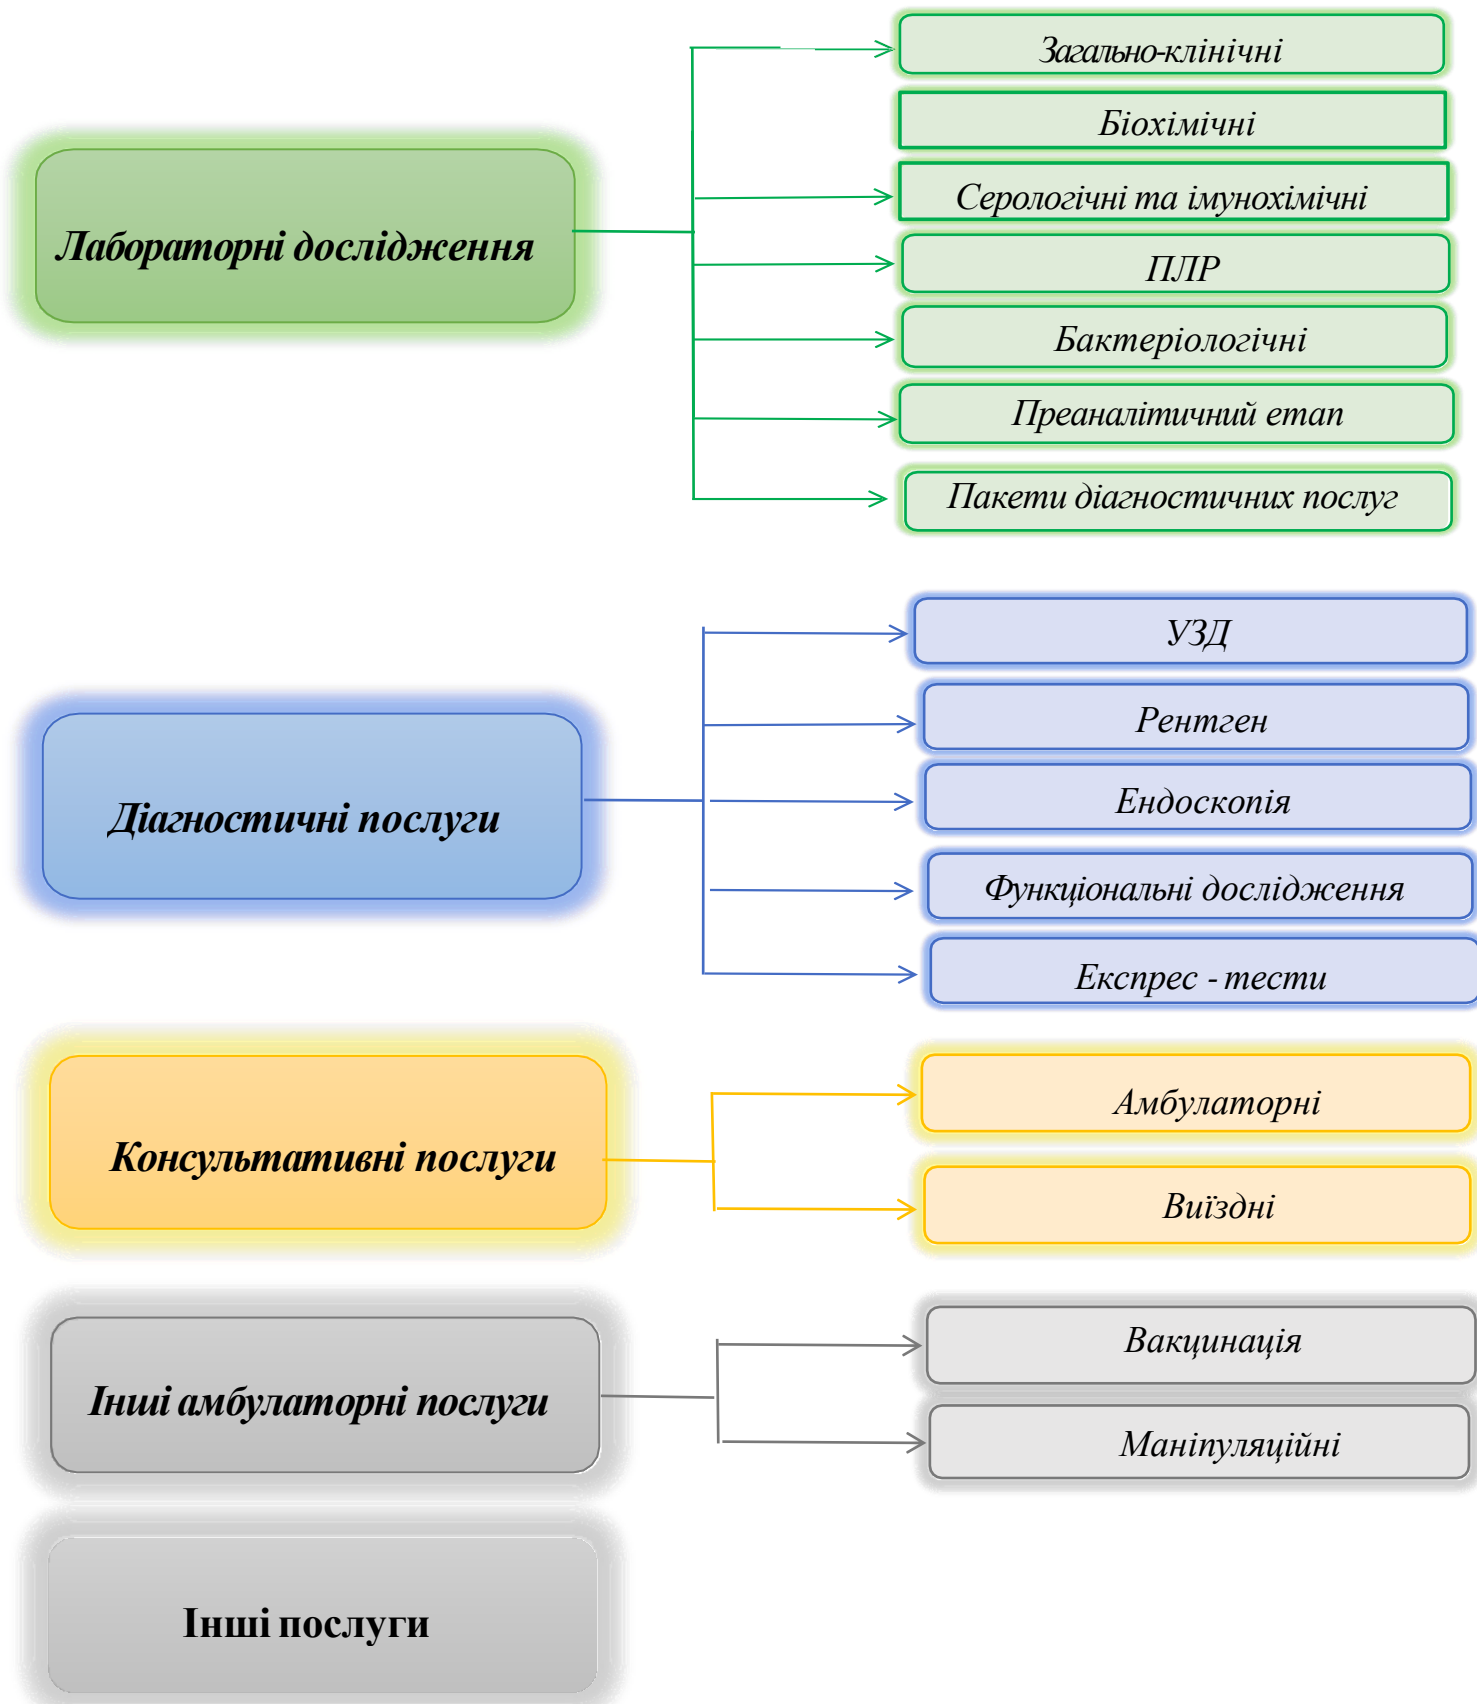 Загально-клінічні
Біохімічні
Серологічні та імунохімічні
Лабораторні дослідження
ПЛР
Бактеріологічні
Преаналітичний етап
Пакети діагностичних послуг
УЗД
Рентген
Ендоскопія
Діагностичні послуги
Функціональні дослідження
Експрес - тести
Амбулаторні
Консультативні послуги
Виїздні
Вакцинація
Інші амбулаторні послуги
Маніпуляційні
Інші послуги